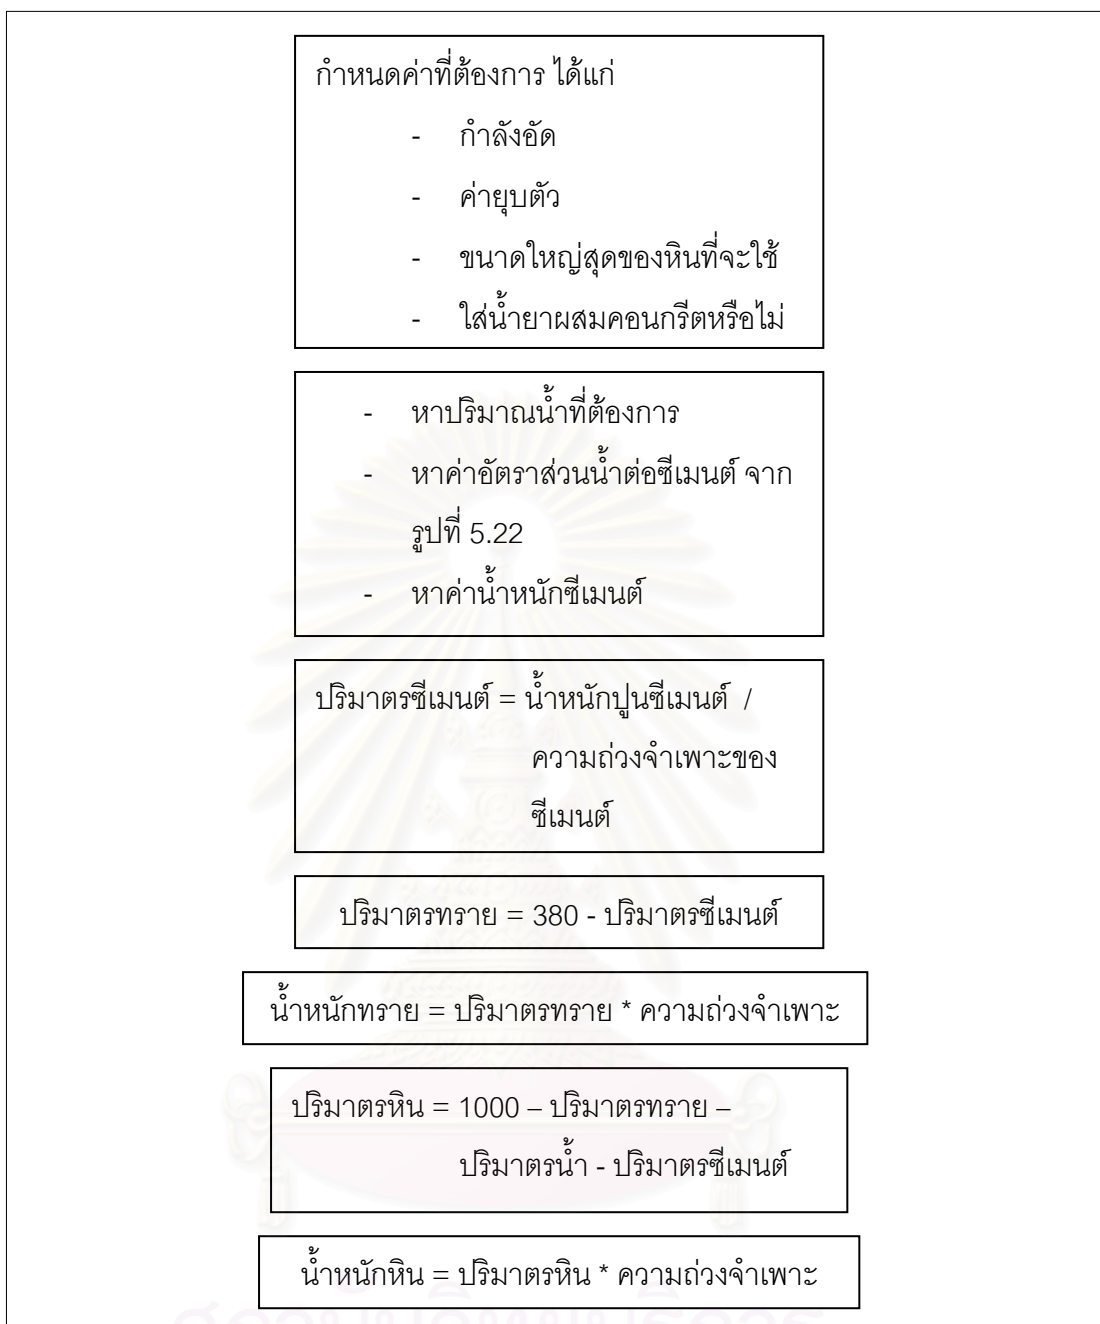 กำหนดค่าที่ต้องการ ได้แก่
- กำลังอัด
- ค่ายุบตัว
- ขนาดใหญ่สุดของหินที่จะใช้
- ใส่น้ำยาผสมคอนกรีตหรือไม่
- หาปริมาณน้ำที่ต้องการ
- หาค่าอัตราส่วนน้ำต่อซีเมนต์ จาก
รูปที่ 5.22
- หาค่าน้ำหนักซีเมนต์
ปริมาตรซีเมนต์ = น้ำหนักปูนซีเมนต์ /
ความถ่วงจำเพาะของ
ซีเมนต์
ปริมาตรทราย = 380 - ปริมาตรซีเมนต์
น้ำหนักทราย = ปริมาตรทราย * ความถ่วงจำเพาะ
ปริมาตรหิน = 1000 – ปริมาตรทราย –
ปริมาตรน้ำ - ปริมาตรซีเมนต์
น้ำหนักหิน = ปริมาตรหิน * ความถ่วงจำเพาะ